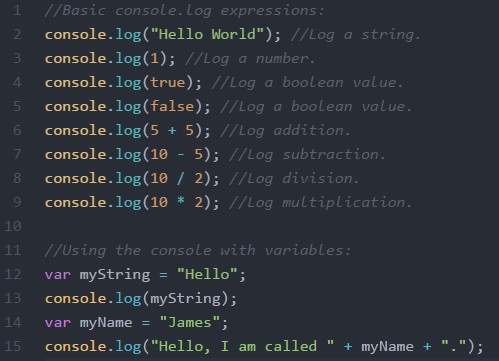 1 //Basic console.log expressions:
2 console.log("Hello World"); //Log a string.
3 console.log(1); //Log a number.
4 console.log(true); //Log a boolean value.
5 console.log(false); //Log a boolean value.
6 console.log(5 + 5); //Log addition.
7 console.log(10 - 5); //Log subtraction.
8 console.log(10 / 2); //Log division.
9 console.log(10 * 2); //Log multiplication.
10
11 //Using the console with variables:
12 var myString = "Hello";
13 console.log(myString);
14 var myName = "James";
15 console.log("Hello, I am called " + myName + ".");